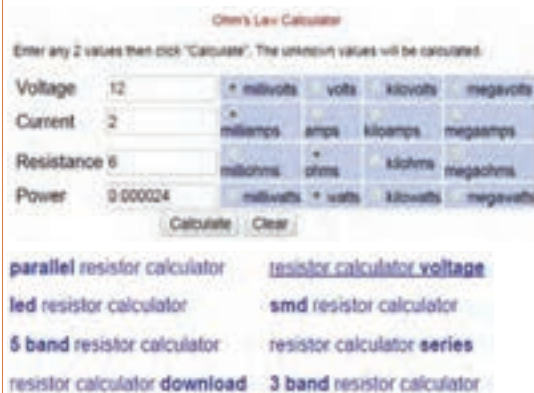 Ohm's Law Calculator
Enter any 2 values then click "Calculate". The unknown values will be calculated.
Voltage 12 millivolts volts kilovolts megavolts
Current 2 milliamps amps kiloamps megaamps
Resistance 6 milliohms ohms kilohms megaohms
Power 0.000024 milliwatts watts kilowatts megawatts
Calculate Clear
parallel resistor calculator resistor calculator voltage
led resistor calculator smd resistor calculator
5 band resistor calculator resistor calculator series
resistor calculator download 3 band resistor calculator